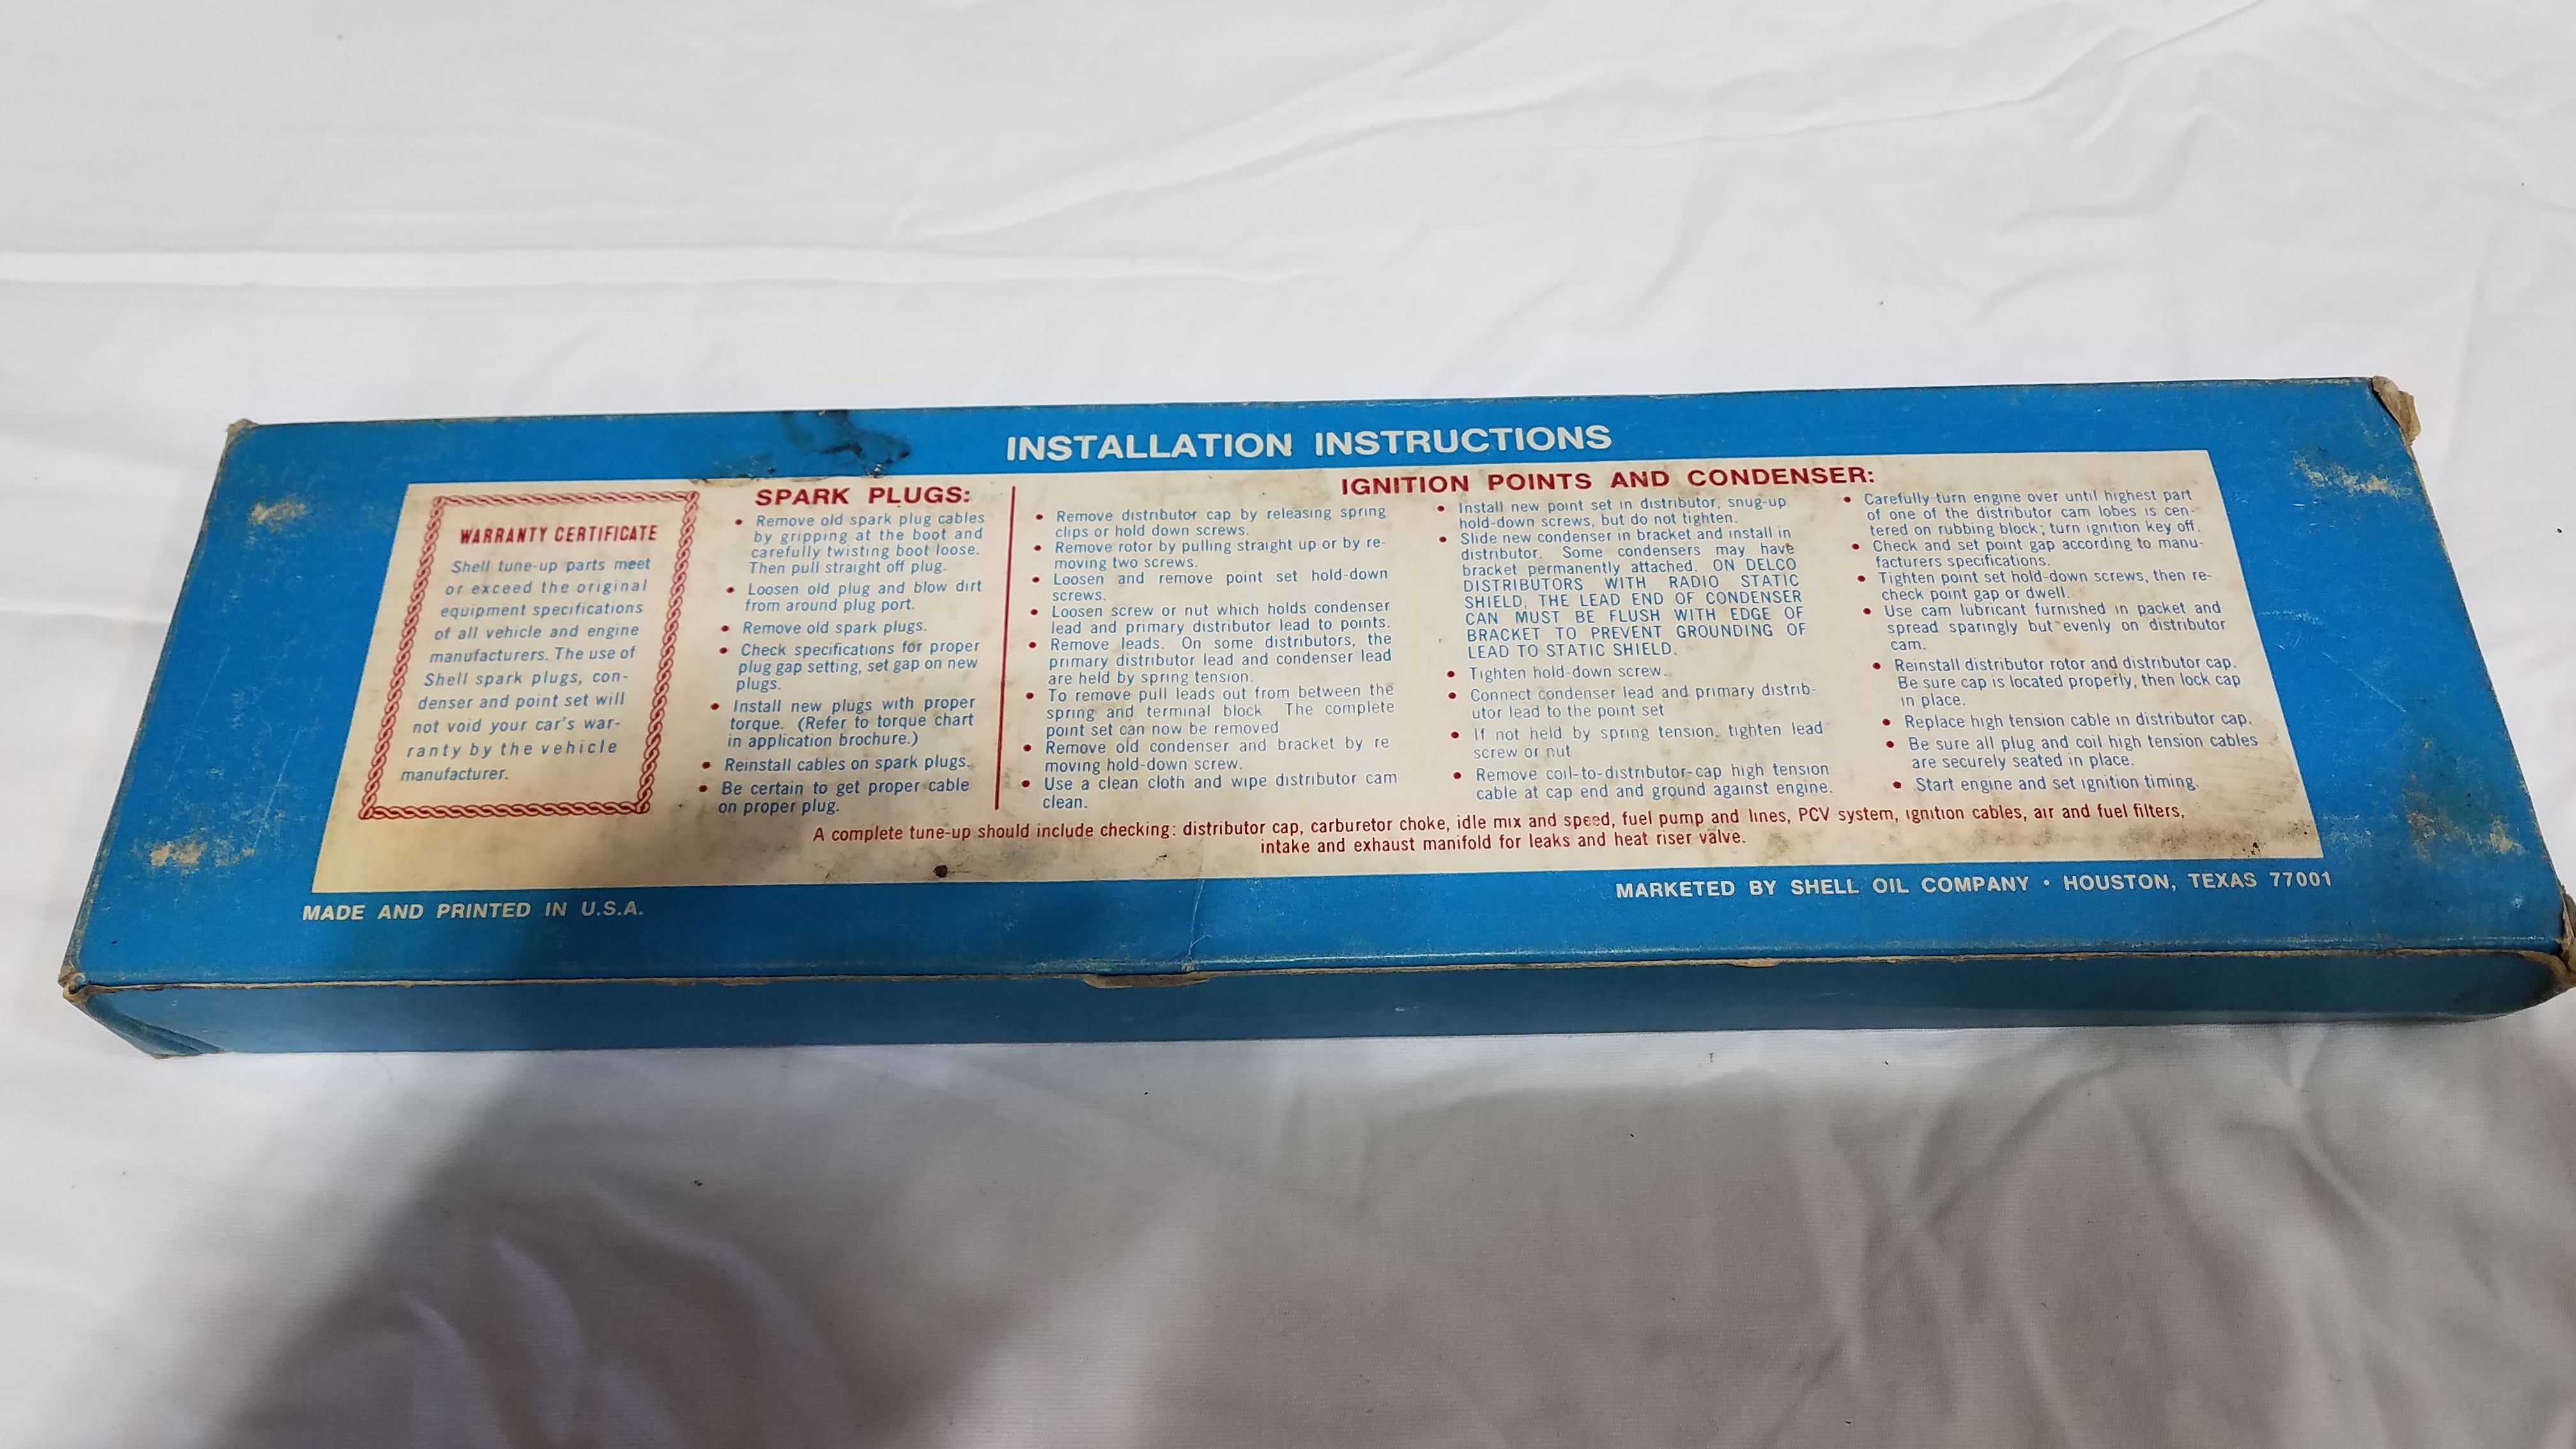 INSTALLATION INSTRUCTIONS
WARRANTY CERTIFICATE
Shell tune-up parts meet
or exceed the original
equipment specifications
of all vehicle and engine
manufacturers. The use of
Shell spark plugs, con-
denser and point set will
not void your car's war-
ranty by the vehicle
manufacturer.
SPARK PLUGS:
• Remove old spark plug cables
by gripping at the boot and
carefully twisting boot loose.
Then pull straight off plug.
• Loosen old plug and blow dirt
from around plug port.
• Remove old spark plugs.
• Check specifications for proper
plug gap setting, set gap on new
plugs.
• Install new plugs with proper
torque. (Refer to torque chart
in application brochure.)
• Reinstall cables on spark plugs.
• Be certain to get proper cable
on proper plug.
IGNITION POINTS AND CONDENSER:
• Remove distributor cap by releasing spring
clips or hold down screws.
• Remove rotor by pulling straight up or by re-
moving two screws.
• Loosen and remove point set hold-down
screws.
• Loosen screw or nut which holds condenser
lead and primary distributor lead to points.
• Remove leads. On some distributors, the
primary distributor lead and condenser lead
are held by spring tension.
• To remove pull leads out from between the
spring and terminal block The complete
point set can now be removed
• Remove old condenser and bracket by re
moving hold-down screw.
• Use a clean cloth and wipe distributor cam
clean.
• Install new point set in distributor, snug-up
hold-down screws, but do not tighten.
• Slide new condenser in bracket and install in
distributor. Some condensers may have
bracket permanently attached. ON DELCO
DISTRIBUTORS WITH RADIO STATIC
SHIELD, THE LEAD END OF CONDENSER
CAN MUST BE FLUSH WITH EDGE OF
BRACKET TO PREVENT GROUNDING OF
LEAD TO STATIC SHIELD.
• Tighten hold-down screw.
• Connect condenser lead and primary distrib-
utor lead to the point set
• If not held by spring tension, tighten lead
screw or nut
• Remove coil-to-distributor-cap high tension
cable at cap end and ground against engine.
• Carefully turn engine over until highest part
of one of the distributor cam lobes is cen-
tered on rubbing block; turn ignition key off.
• Check and set point gap according to manu-
facturers specifications.
• Tighten point set hold-down screws, then re-
check point gap or dwell.
• Use cam lubricant furnished in packet and
spread sparingly but evenly on distributor
cam.
• Reinstall distributor rotor and distributor cap.
Be sure cap is located properly, then lock cap
in place.
• Replace high tension cable in distributor cap.
• Be sure all plug and coil high tension cables
are securely seated in place.
• Start engine and set ignition timing.
A complete tune-up should include checking: distributor cap, carburetor choke, idle mix and speed, fuel pump and lines, PCV system, ignition cables, air and fuel filters,
intake and exhaust manifold for leaks and heat riser valve.
MADE AND PRINTED IN U.S.A.
MARKETED BY SHELL OIL COMPANY • HOUSTON, TEXAS 77001